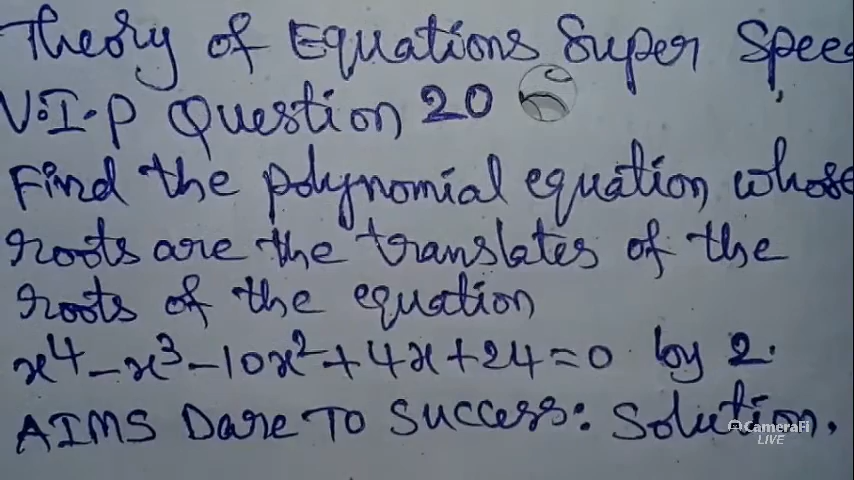 Theory of Equations Super Spee
V.I.P Question 20
Find the polynomial equation whose
roots are the translates of the
roots of the equation
x⁴-x³-10x²+4x+24=0 by 2.
AIMS Dare To Success: Solution.
CameraFi
LIVE